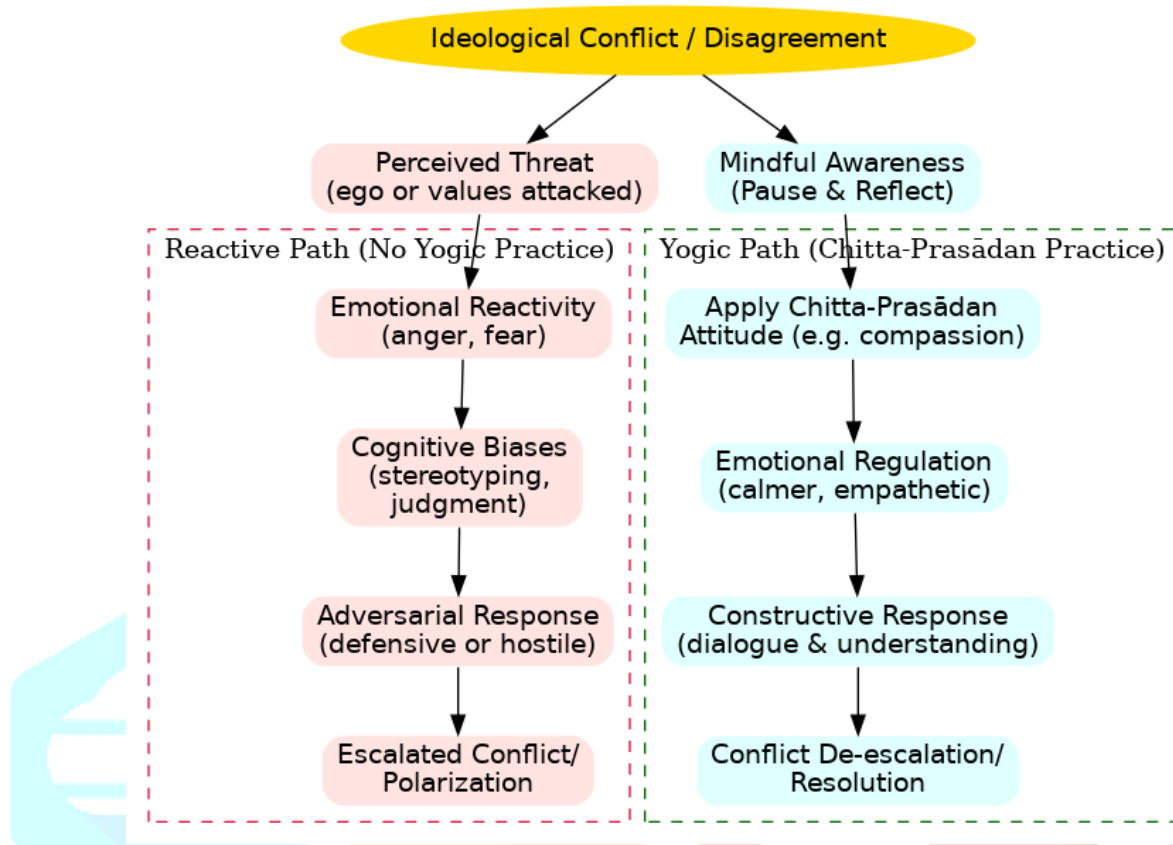 Ideological Conflict / Disagreement
Perceived Threat
(ego or values attacked)
Mindful Awareness
(Pause & Reflect)
Reactive Path (No Yogic Practice)
Emotional Reactivity
(anger, fear)
Cognitive Biases
(stereotyping,
judgment)
Adversarial Response
(defensive or hostile)
Escalated Conflict/
Polarization
Yogic Path (Chitta-Prasādan Practice)
Apply Chitta-Prasādan
Attitude (e.g. compassion)
Emotional Regulation
(calmer, empathetic)
Constructive Response
(dialogue & understanding)
Conflict De-escalation/
Resolution